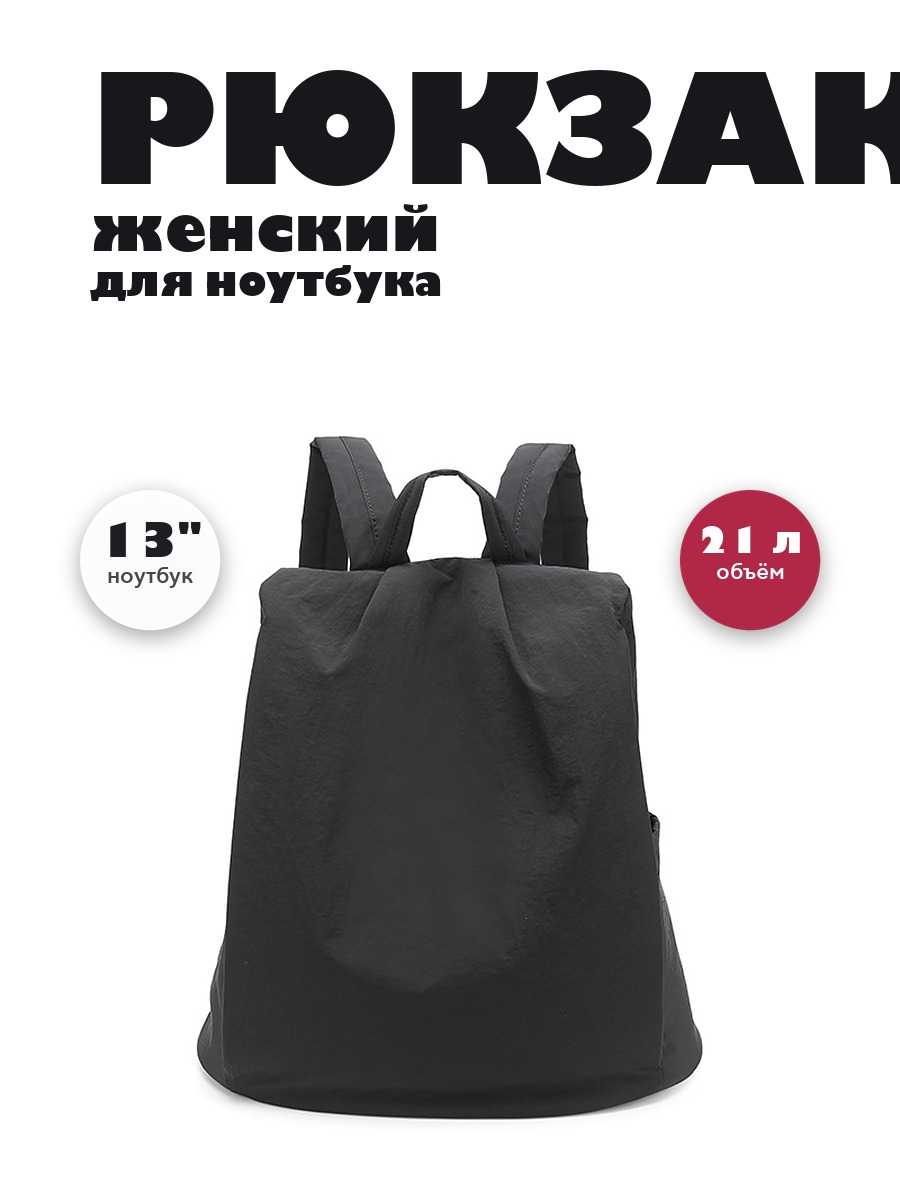 РЮКЗАК
женский
для ноутбука
13"
ноутбук
21 л
объём